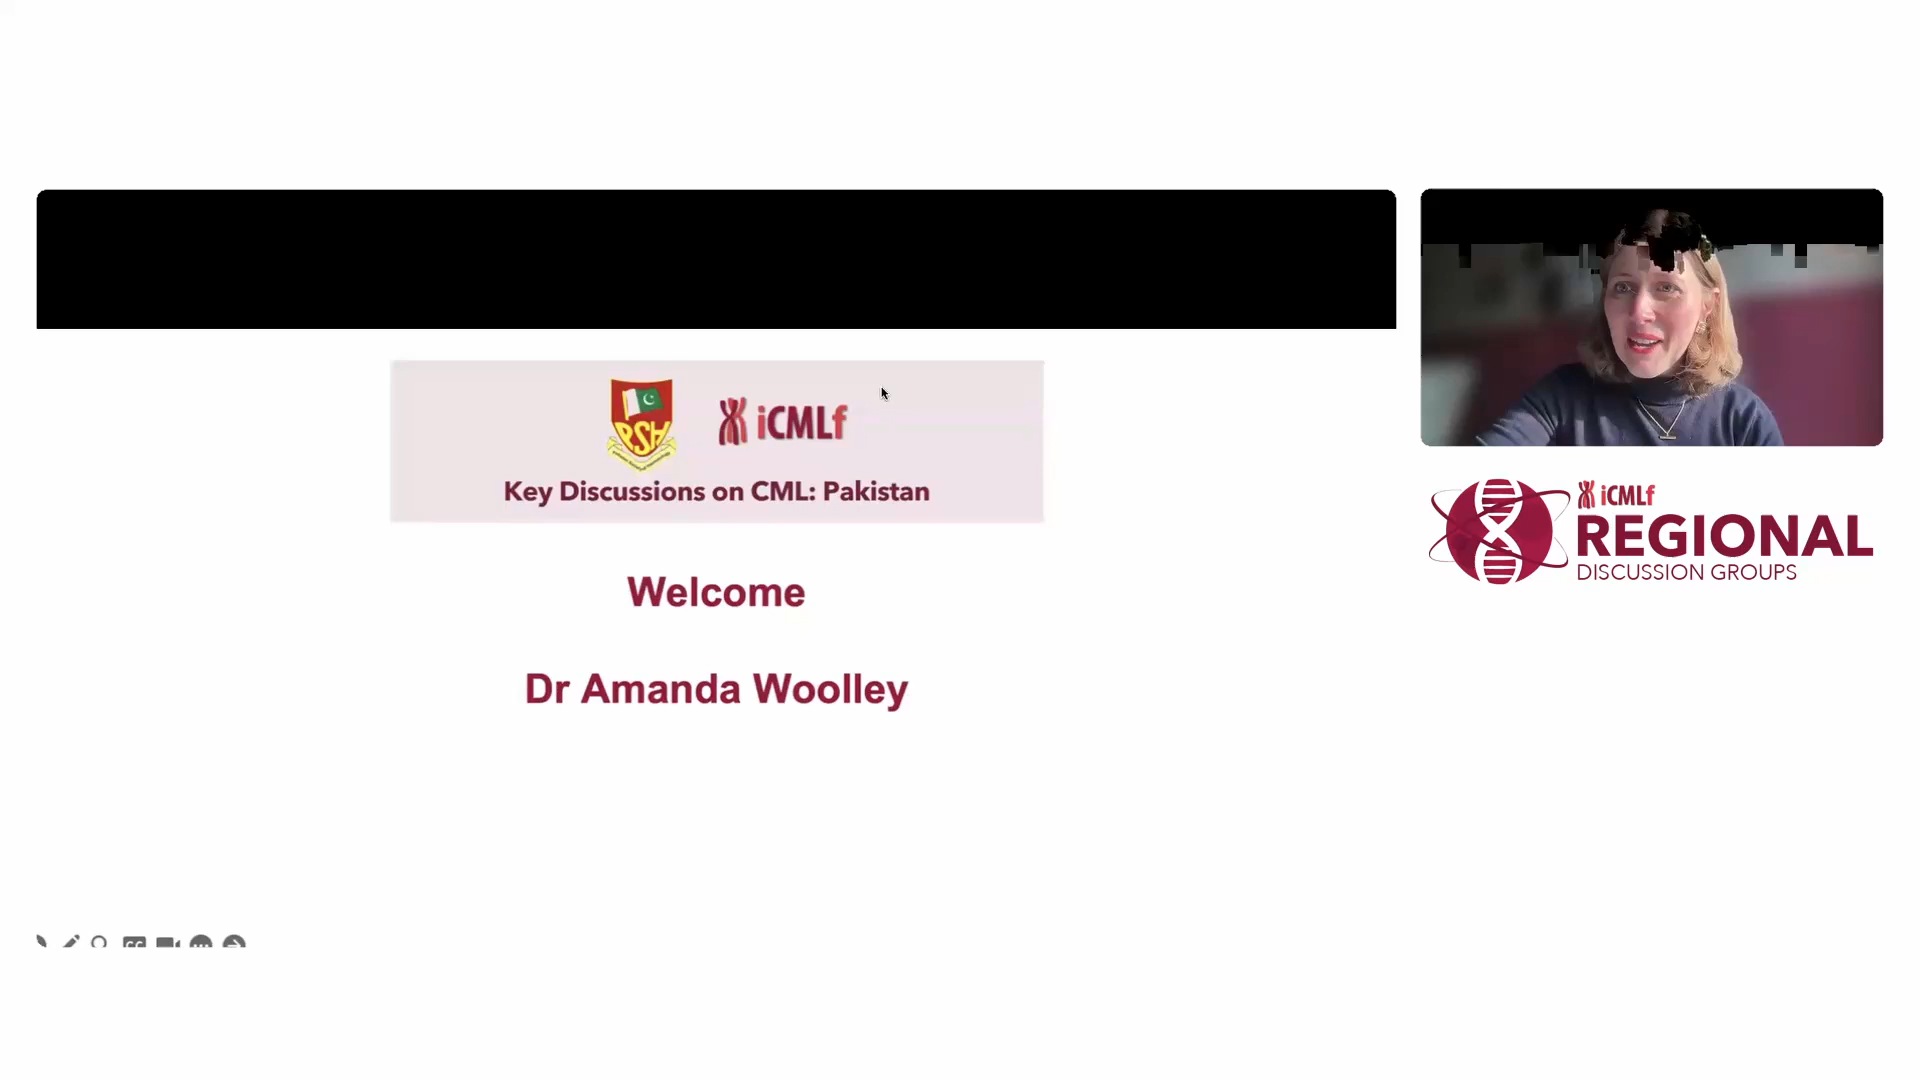 PSH
iCMLf
Key Discussions on CML: Pakistan
Welcome
Dr Amanda Woolley
iCMLf
REGIONAL
DISCUSSION GROUPS